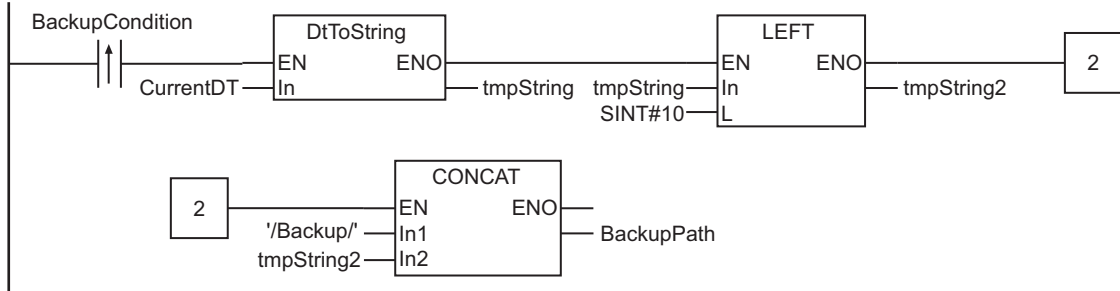 BackupCondition
DtToString
LEFT
EN ENO EN ENO 2
CurrentDT In tmpString tmpString In tmpString2
SINT#10 L
CONCAT
2 EN ENO
'/Backup/' In1 BackupPath
tmpString2 In2